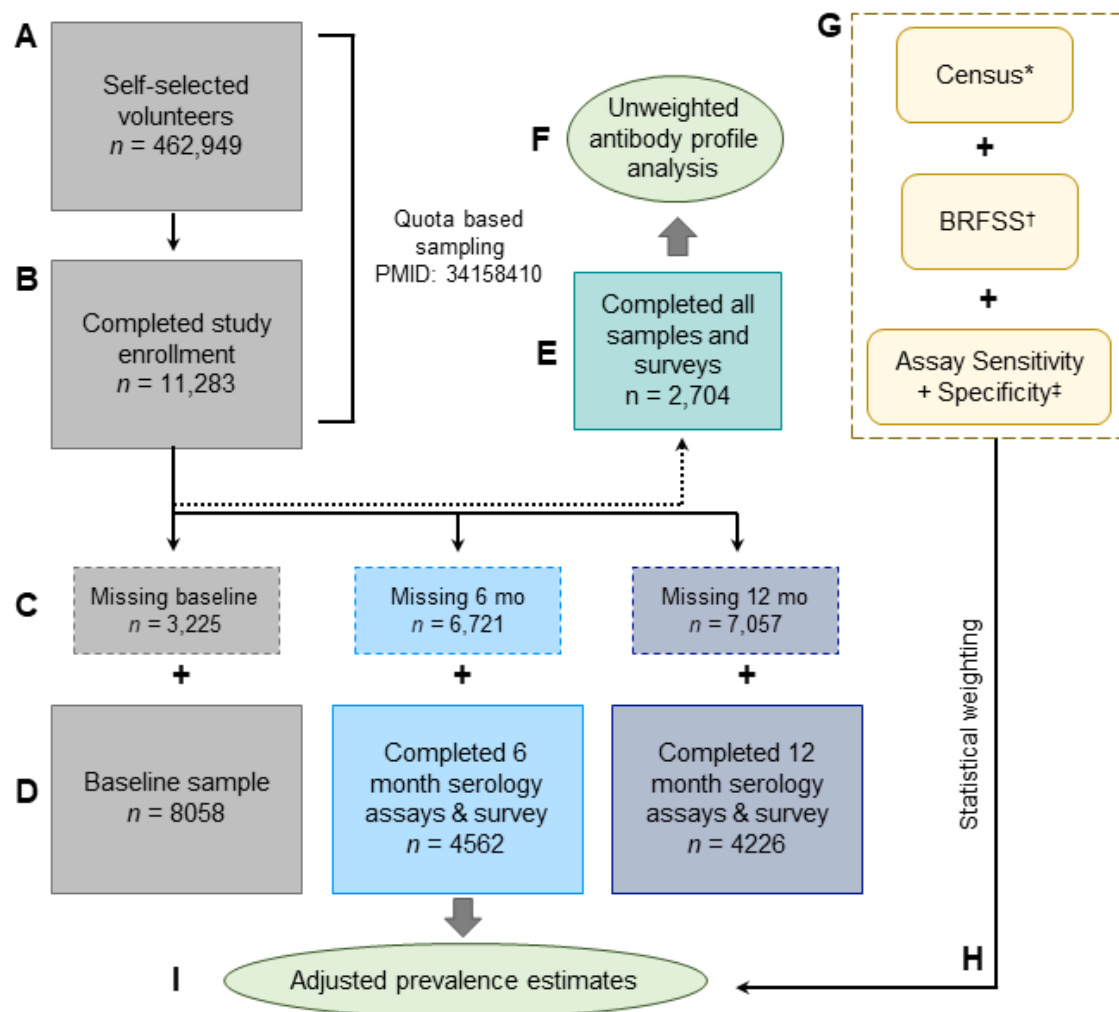 A
Self-selected
volunteers
n = 462,949
B
Completed study
enrollment
n = 11,283
Quota based
sampling
PMID: 34158410
F
Unweighted
antibody profile
analysis
E
Completed all
samples and
surveys
n = 2,704
G
Census*
+
BRFSS†
+
Assay Sensitivity
+ Specificity‡
C
Missing baseline
n = 3,225
Missing 6 mo
n = 6,721
Missing 12 mo
n = 7,057
+
+
+
D
Baseline sample
n = 8058
Completed 6
month serology
assays & survey
n = 4562
Completed 12
month serology
assays & survey
n = 4226
Statistical weighting
H
I
Adjusted prevalence estimates